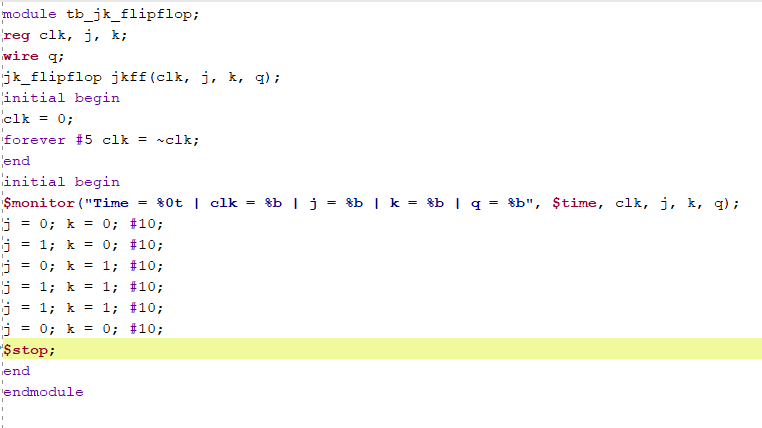 module tb_jk_flipflop;
reg clk, j, k;
wire q;
jk_flipflop jkff(clk, j, k, q);
initial begin
clk = 0;
forever #5 clk = ~clk;
end
initial begin
$monitor("Time = %0t | clk = %b | j = %b | k = %b | q = %b", $time, clk, j, k, q);
j = 0; k = 0; #10;
j = 1; k = 0; #10;
j = 0; k = 1; #10;
j = 1; k = 1; #10;
j = 1; k = 1; #10;
j = 0; k = 0; #10;
$stop;
end
endmodule